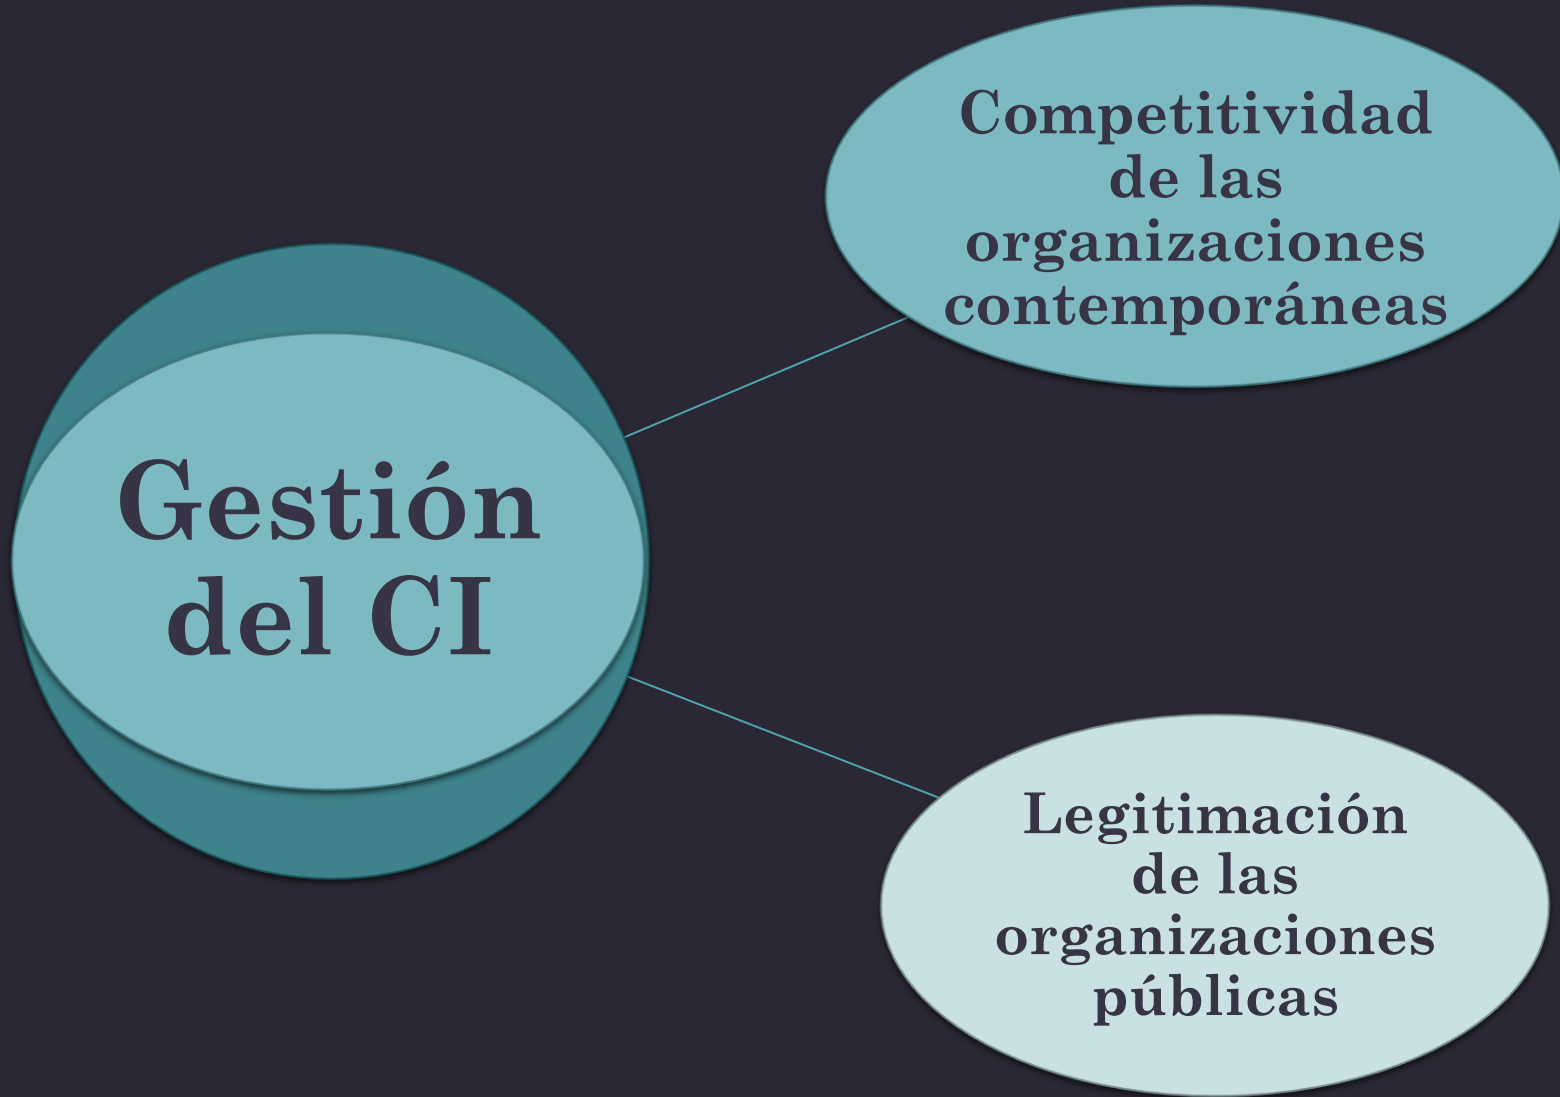 Competitividad
de las
organizaciones
contemporáneas
Gestión
del CI
Legitimación
de las
organizaciones
públicas